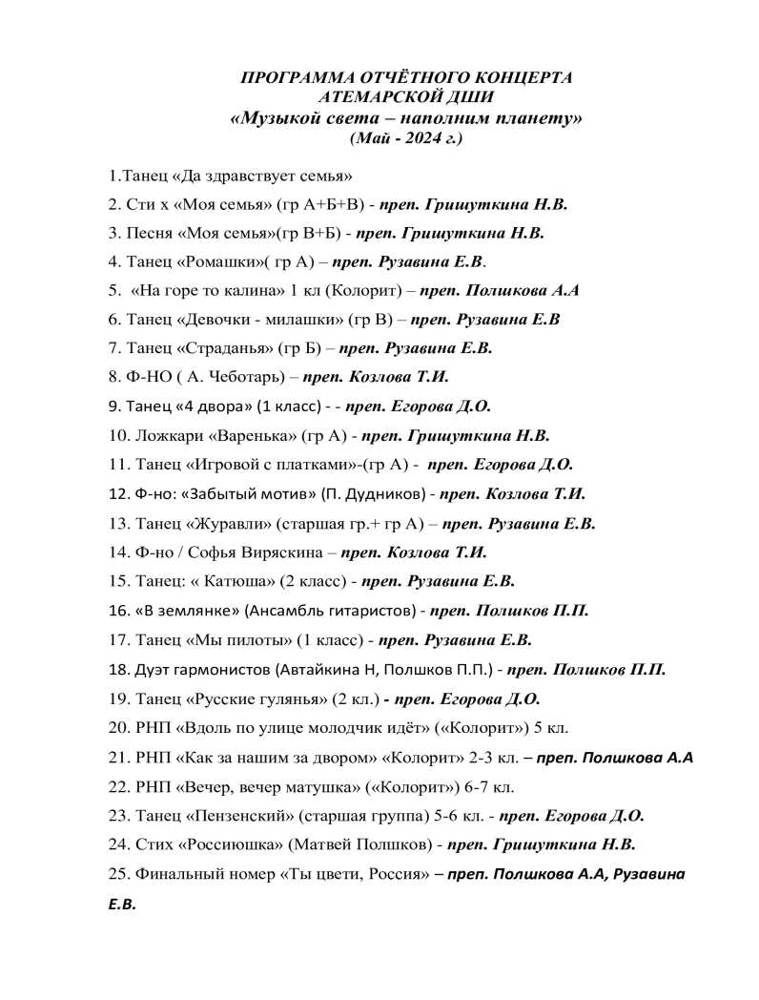 ПРОГРАММА ОТЧЁТНОГО КОНЦЕРТА
АТЕМАРСКОЙ ДШИ
«Музыкой света – наполним планету»
(Май - 2024 г.)
1.Танец «Да здравствует семья»
2. Сти х «Моя семья» (гр А+Б+В) - преп. Гришуткина Н.В.
3. Песня «Моя семья»(гр В+Б) - преп. Гришуткина Н.В.
4. Танец «Ромашки»( гр А) – преп. Рузавина Е.В.
5.  «На горе то калина» 1 кл (Колорит) – преп. Полшкова А.А
6. Танец «Девочки - милашки» (гр В) – преп. Рузавина Е.В
7. Танец «Страданья» (гр Б) – преп. Рузавина Е.В.
8. Ф-НО ( А. Чеботарь) – преп. Козлова Т.И.
9. Танец «4 двора» (1 класс) - - преп. Егорова Д.О.
10. Ложкари «Варенька» (гр А) - преп. Гришуткина Н.В.
11. Танец «Игровой с платками»-(гр А) -  преп. Егорова Д.О.
12. Ф-но: «Забытый мотив» (П. Дудников) - преп. Козлова Т.И.
13. Танец «Журавли» (старшая гр.+ гр А) – преп. Рузавина Е.В.
14. Ф-но / Софья Виряскина – преп. Козлова Т.И.
15. Танец: « Катюша» (2 класс) - преп. Рузавина Е.В.
16. «В землянке» (Ансамбль гитаристов) - преп. Полшков П.П.
17. Танец «Мы пилоты» (1 класс) - преп. Рузавина Е.В.
18. Дуэт гармонистов (Автайкина Н, Полшков П.П.) - преп. Полшков П.П.
19. Танец «Русские гулянья» (2 кл.) - преп. Егорова Д.О.
20. РНП «Вдоль по улице молодчик идёт» («Колорит») 5 кл.
21. РНП «Как за нашим за двором» «Колорит» 2-3 кл. – преп. Полшкова А.А
22. РНП «Вечер, вечер матушка» («Колорит») 6-7 кл.
23. Танец «Пензенский» (старшая группа) 5-6 кл. - преп. Егорова Д.О.
24. Стих «Россиюшка» (Матвей Полшков) - преп. Гришуткина Н.В.
25. Финальный номер «Ты цвети, Россия» – преп. Полшкова А.А, Рузавина
Е.В.